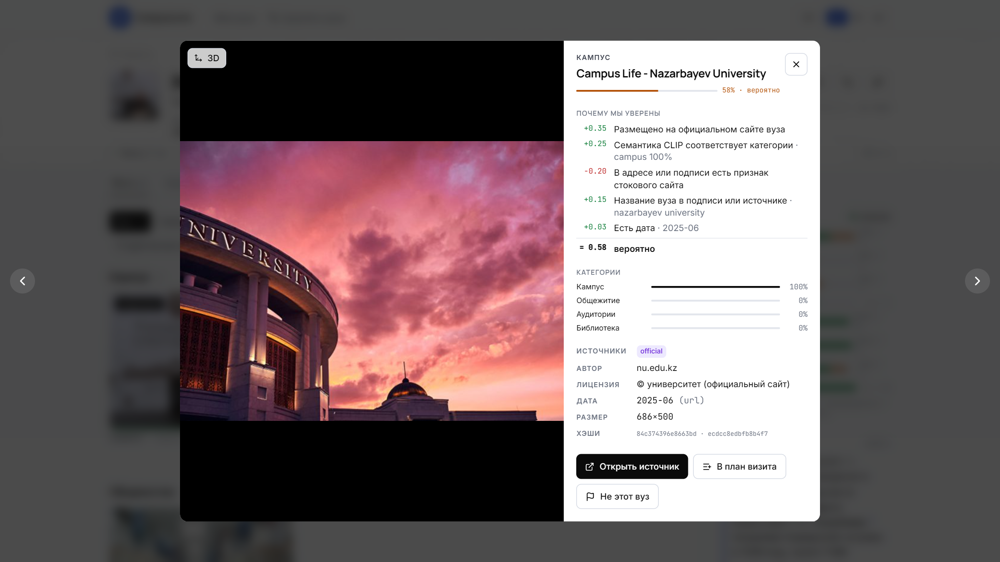 3D
NIVERSITY
КАМПУС
Campus Life - Nazarbayev University
58% · вероятно
ПОЧЕМУ МЫ УВЕРЕНЫ
+0.35 Размещено на официальном сайте вуза
+0.25 Семантика CLIP соответствует категории ·
campus 100%
-0.20 В адресе или подписи есть признак
стокового сайта
+0.15 Название вуза в подписи или источнике ·
nazarbayev university
+0.03 Есть дата · 2025-06
= 0.58 вероятно
КАТЕГОРИИ
Кампус 100%
Общежитие 0%
Аудитории 0%
Библиотека 0%
ИСТОЧНИКИ official
АВТОР nu.edu.kz
ЛИЦЕНЗИЯ © университет (официальный сайт)
ДАТА 2025-06 (url)
РАЗМЕР 686×500
ХЭШИ 84c374396e8663bd · ecdcc8edbfb8b4f7
Открыть источник
В план визита
Не этот вуз